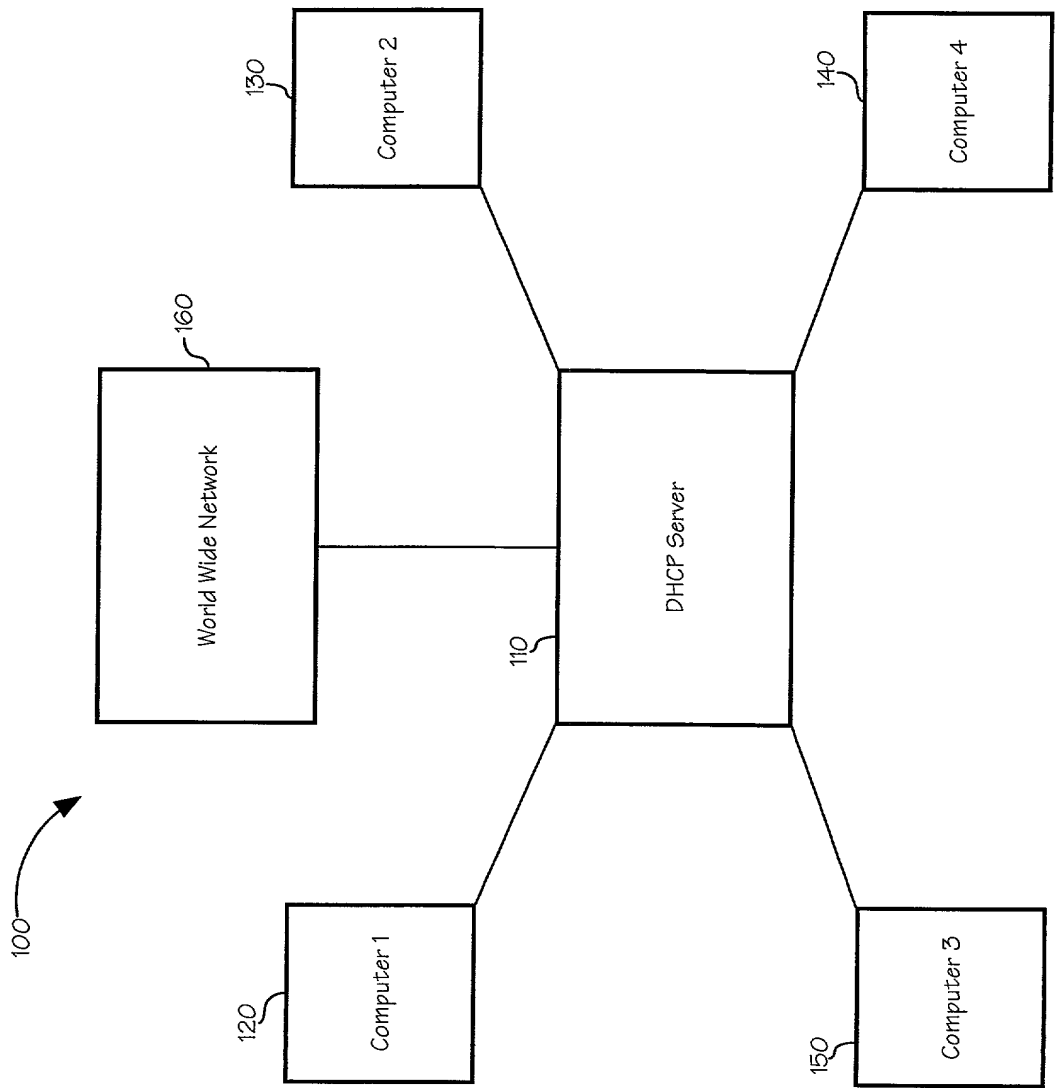 100
World Wide Network
160
120
Computer 1
130
Computer 2
110
DHCP Server
150
Computer 3
140
Computer 4